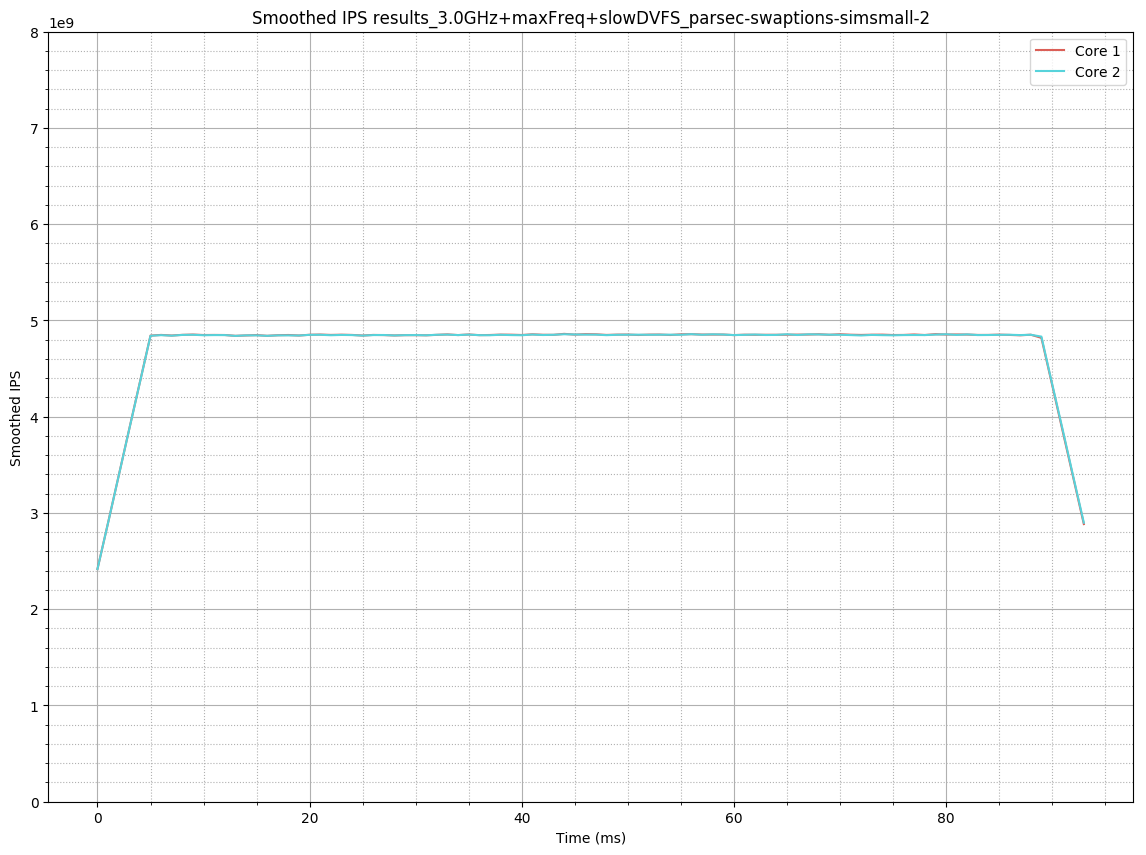 Smoothed IPS results_3.0GHz+maxFreq+slowDVFS_parsec-swaptions-simsmall-2
1e9
Core 1
Core 2
8
7
6
5
4
3
2
1
0
Smoothed IPS
0 20 40 60 80
Time (ms)